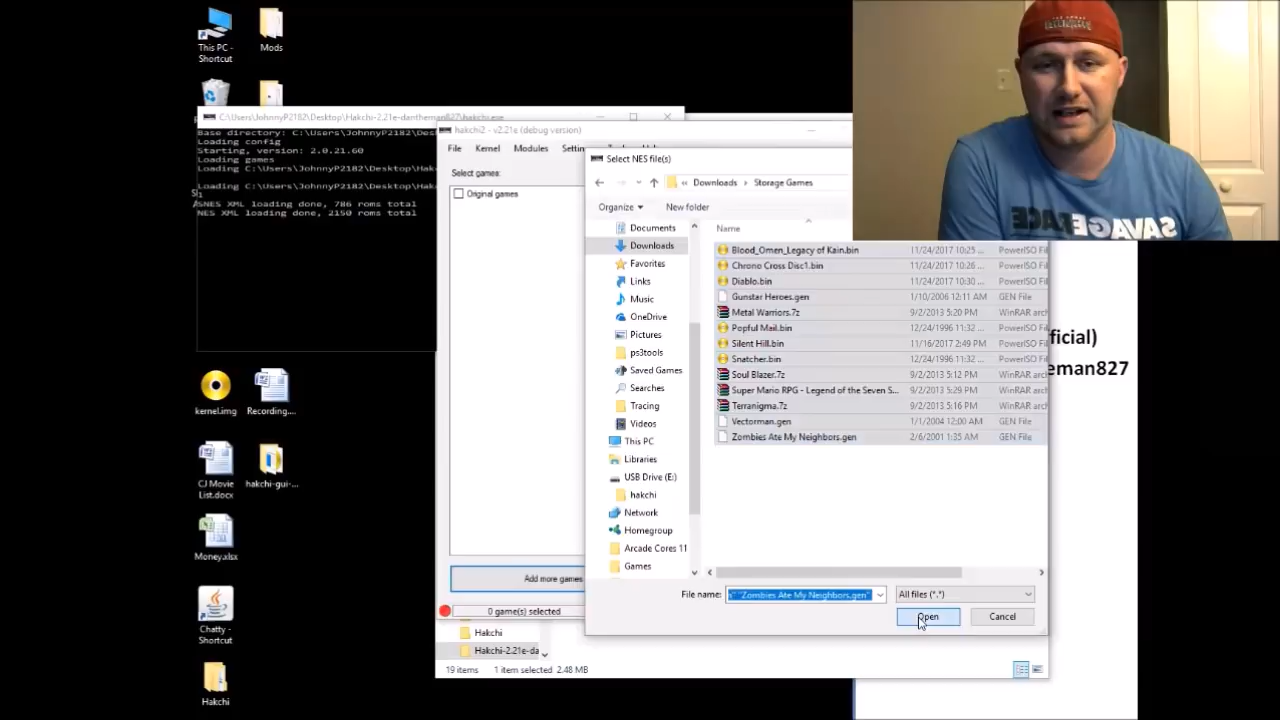 This PC -
Shortcut
Mods
C:\Users\JohnnyP2182\Desktop\Hakchi-2.21e-dantheman827\hakchi.exe
Base directory: C:\Users\JohnnyP2182\Des
Loading config
Starting, version: 2.0.21.60
Loading games
Loading C:\Users\JohnnyP2182\Desktop\Hak
Loading C:\Users\JohnnyP2182\Desktop\Hak
SNES XML loading done, 786 roms total
NES XML loading done, 2150 roms total
hakchi2 - v2.21e (debug version)
File Kernel Modules Settin
Select games:
Original games
Add more games
0 game(s) selected
Select NES file(s)
« Downloads › Storage Games
Organize New folder
Documents
Downloads
Favorites
Links
Music
OneDrive
Pictures
ps3tools
Saved Games
Searches
Tracing
Videos
This PC
Libraries
USB Drive (E:)
hakchi
Network
Homegroup
Arcade Cores 11
Games
Name
Blood_Omen_Legacy of Kain.bin 11/24/2017 10:25 ... PowerISO F
Chrono Cross Disc1.bin 11/24/2017 10:26 ... PowerISO F
Diablo.bin 11/24/2017 10:30 ... PowerISO F
Gunstar Heroes.gen 1/10/2006 12:11 AM GEN File
Metal Warriors.7z 9/2/2013 5:20 PM WinRAR arch
Popful Mail.bin 12/24/1996 11:32 ... PowerISO F
Silent Hill.bin 11/16/2017 2:49 PM PowerISO F
Snatcher.bin 12/24/1996 11:32 ... PowerISO F
Soul Blazer.7z 9/2/2013 5:12 PM WinRAR arch
Super Mario RPG - Legend of the Seven S... 9/2/2013 5:29 PM WinRAR arch
Terranigma.7z 9/2/2013 5:16 PM WinRAR arch
Vectorman.gen 1/1/2004 12:00 AM GEN File
Zombies Ate My Neighbors.gen 2/6/2001 1:35 AM GEN File
File name: s" "Zombies Ate My Neighbors.gen" All files (*.*)
Open Cancel
ficial)
eman827
SAVAGE RACE
kernel.img
Recording....
CJ Movie
List.docx
hakchi-gui-...
Money.xlsx
Chatty -
Shortcut
Hakchi
Hakchi
Hakchi-2.21e-da
19 items 1 item selected 2.48 MB